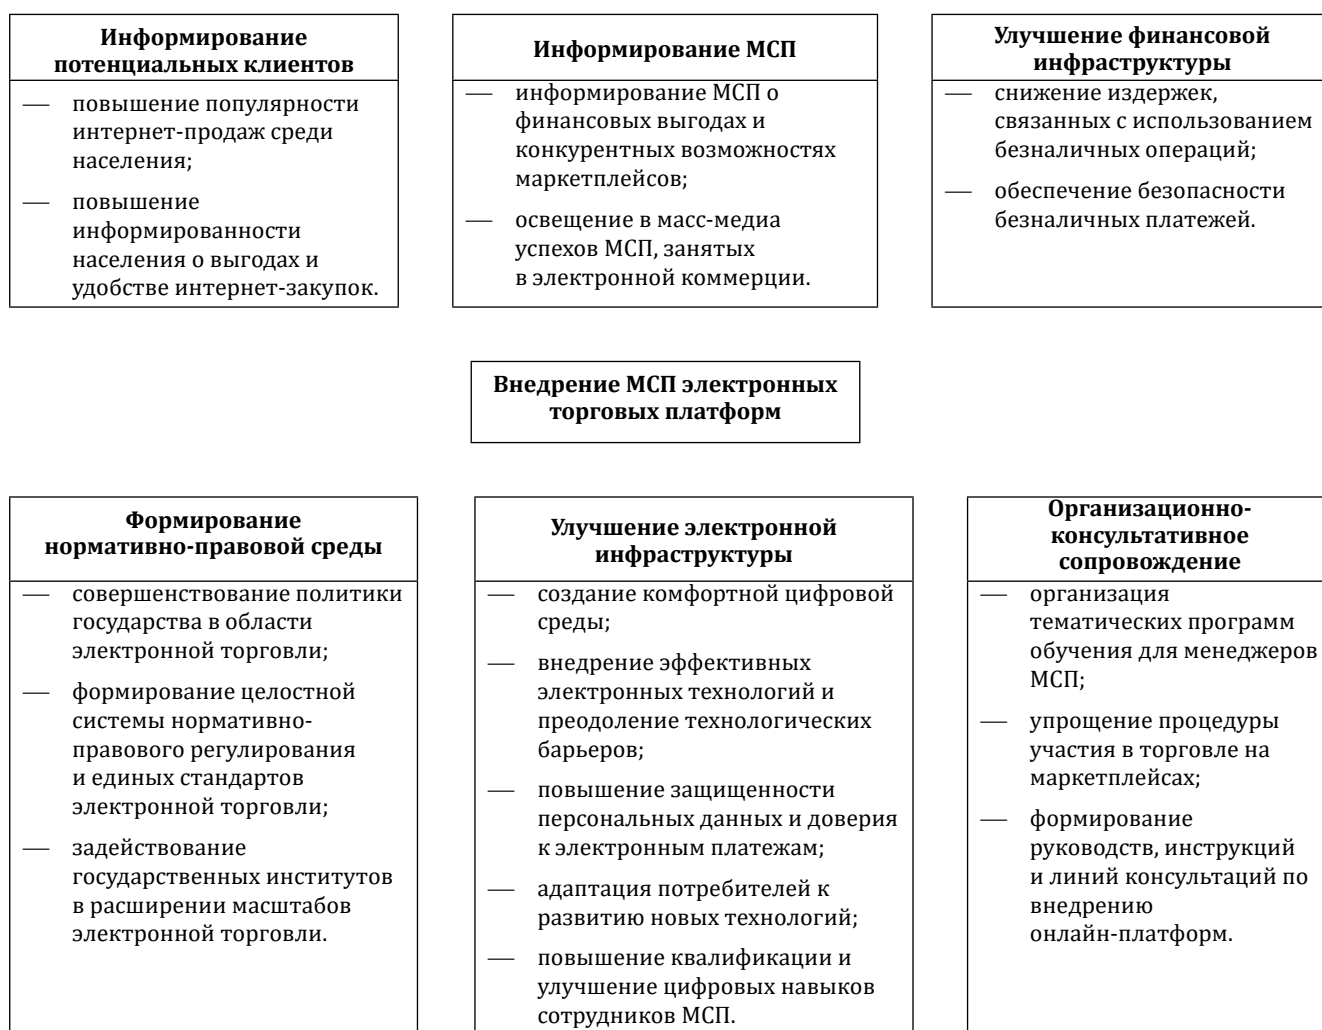 Информирование
потенциальных клиентов
— повышение популярности
интернет-продаж среди
населения;
— повышение
информированности
населения о выгодах и
удобстве интернет-закупок.
Информирование МСП
— информирование МСП о
финансовых выгодах и
конкурентных возможностях
маркетплейсов;
— освещение в масс-медиа
успехов МСП, занятых
в электронной коммерции.
Улучшение финансовой
инфраструктуры
— снижение издержек,
связанных с использованием
безналичных операций;
— обеспечение безопасности
безналичных платежей.
Внедрение МСП электронных
торговых платформ
Формирование
нормативно-правовой среды
— совершенствование политики
государства в области
электронной торговли;
— формирование целостной
системы нормативно-
правового регулирования
и единых стандартов
электронной торговли;
— задействование
государственных институтов
в расширении масштабов
электронной торговли.
Улучшение электронной
инфраструктуры
— создание комфортной цифровой
среды;
— внедрение эффективных
электронных технологий и
преодоление технологических
барьеров;
— повышение защищенности
персональных данных и доверия
к электронным платежам;
— адаптация потребителей к
развитию новых технологий;
— повышение квалификации и
улучшение цифровых навыков
сотрудников МСП.
Организационно-
консультативное
сопровождение
— организация
тематических программ
обучения для менеджеров
МСП;
— упрощение процедуры
участия в торговле на
маркетплейсах;
— формирование
руководств, инструкций
и линий консультаций по
внедрению
онлайн-платформ.